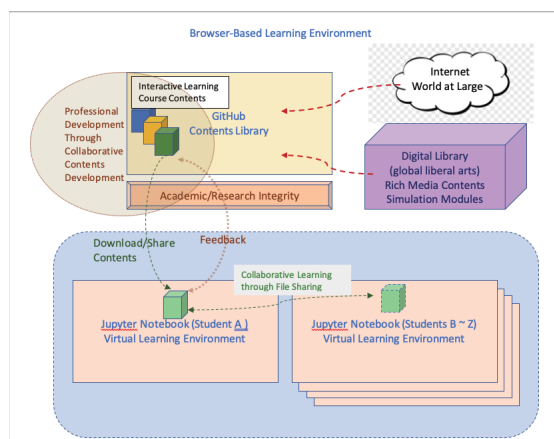 Browser-Based Learning Environment
Interactive Learning
Course Contents
GitHub
Contents Library
Professional
Development
Through
Collaborative
Contents
Development
Internet
World at Large
Digital Library
(global liberal arts)
Rich Media Contents
Simulation Modules
Academic/Research Integrity
Download/Share
Contents
Feedback
Collaborative Learning
through File Sharing
Jupyter Notebook (Student A )
Virtual Learning Environment
Jupyter Notebook (Students B ~ Z)
Virtual Learning Environment